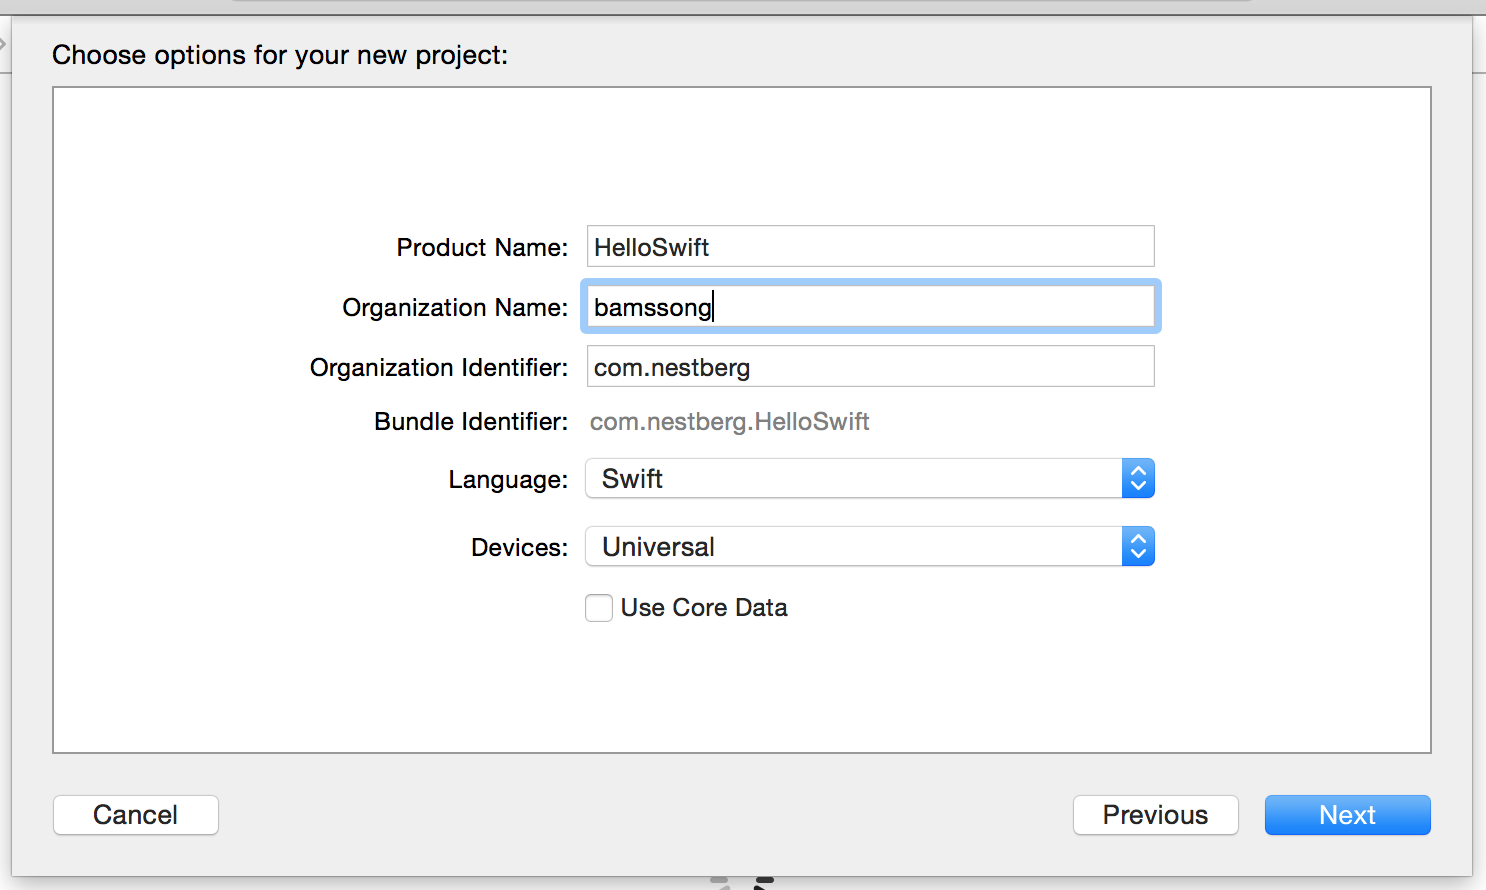 Choose options for your new project:
Product Name: HelloSwift
Organization Name: bamssong
Organization Identifier: com.nestberg
Bundle Identifier: com.nestberg.HelloSwift
Language: Swift
Devices: Universal
Use Core Data
Cancel Previous Next